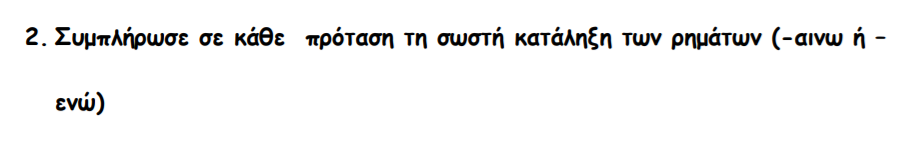 2. Συμπλήρωσε σε κάθε πρόταση τη σωστή κατάληξη των ρημάτων (-αινω ή –
ενώ)